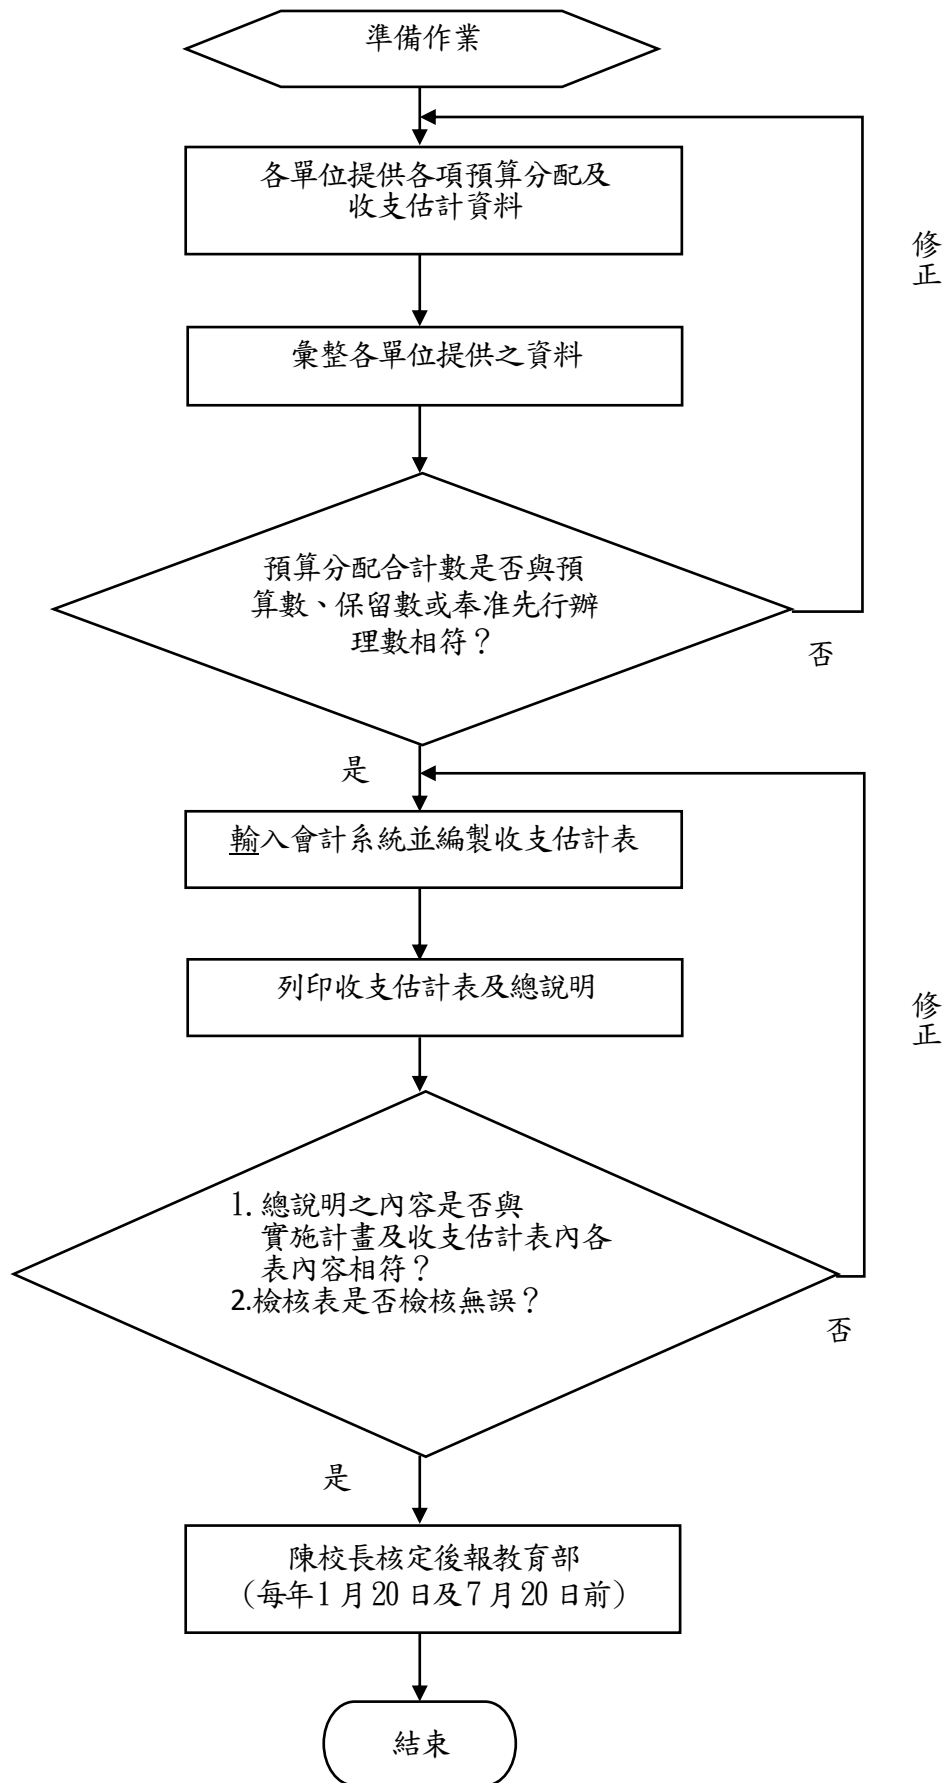 準備作業
各單位提供各項預算分配及
收支估計資料
修
正
彙整各單位提供之資料
預算分配合計數是否與預
算數、保留數或奉准先行辦
理數相符？
否
是
輸入會計系統並編製收支估計表
列印收支估計表及總說明
修
正
1. 總說明之內容是否與
實施計畫及收支估計表內各
表內容相符？
2.檢核表是否檢核無誤？
否
是
陳校長核定後報教育部
（每年1月20日及7月20日前）
結束